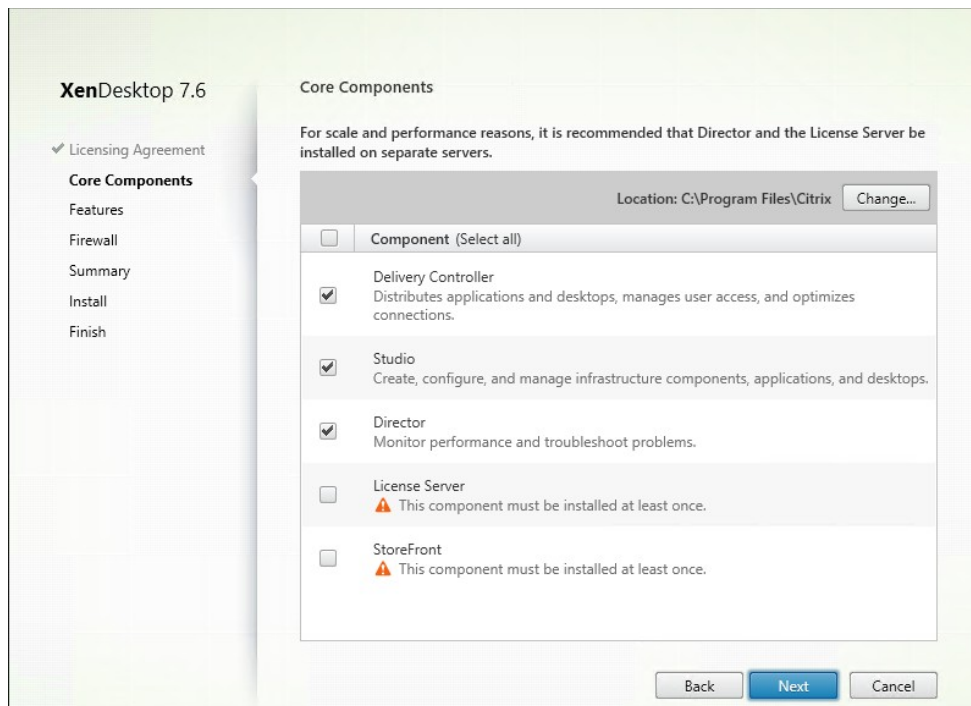 XenDesktop 7.6
Licensing Agreement
Core Components
Features
Firewall
Summary
Install
Finish
Core Components
For scale and performance reasons, it is recommended that Director and the License Server be
installed on separate servers.
Location: C:\Program Files\Citrix
Change...
Component (Select all)
Delivery Controller
Distributes applications and desktops, manages user access, and optimizes
connections.
Studio
Create, configure, and manage infrastructure components, applications, and desktops.
Director
Monitor performance and troubleshoot problems.
License Server
This component must be installed at least once.
StoreFront
This component must be installed at least once.
Back
Next
Cancel